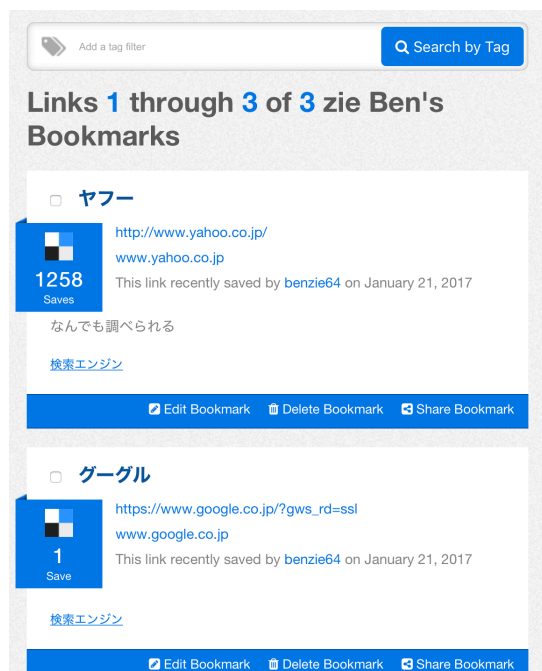 Add a tag filter
Search by Tag
Links 1 through 3 of 3 zie Ben's
Bookmarks
ヤフー
http://www.yahoo.co.jp/
www.yahoo.co.jp
This link recently saved by benzie64 on January 21, 2017
1258
Saves
なんでも調べられる
検索エンジン
Edit Bookmark Delete Bookmark Share Bookmark
グーグル
https://www.google.co.jp/?gws_rd=ssl
www.google.co.jp
This link recently saved by benzie64 on January 21, 2017
1
Save
検索エンジン
Edit Bookmark Delete Bookmark Share Bookmark